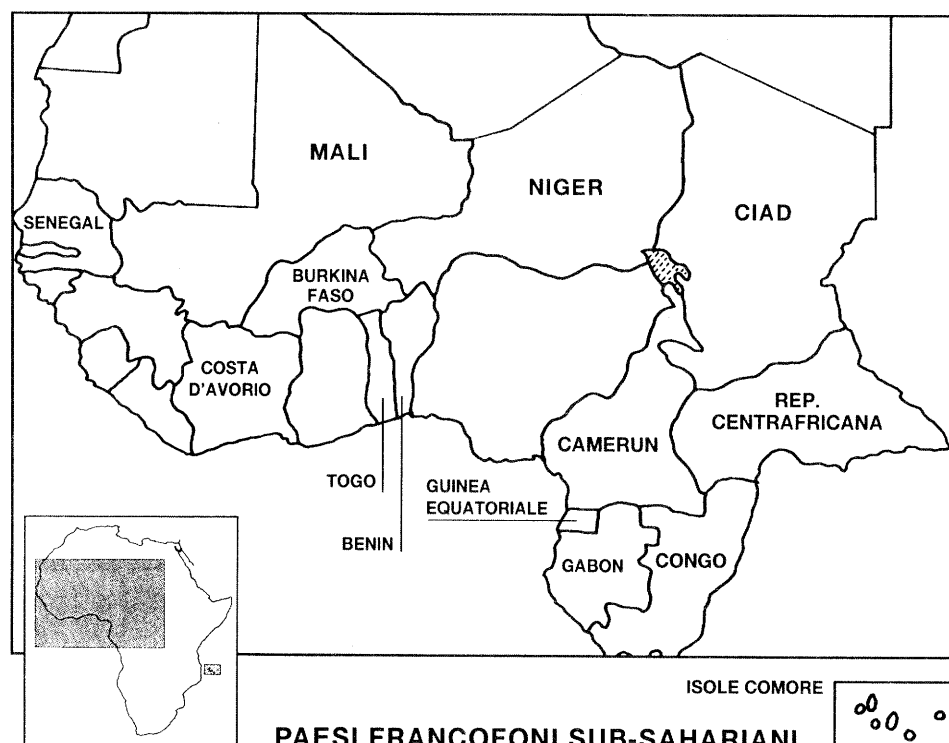 MALI
NIGER
CIAD
SENEGAL
BURKINA
FASO
COSTA
D'AVORIO
REP.
CENTRAFRICANA
CAMERUN
TOGO
GUINEA
EQUATORIALE
BENIN
GABON
CONGO
ISOLE COMORE
PAESI FRANCOFONI SUB-SAHARIANI